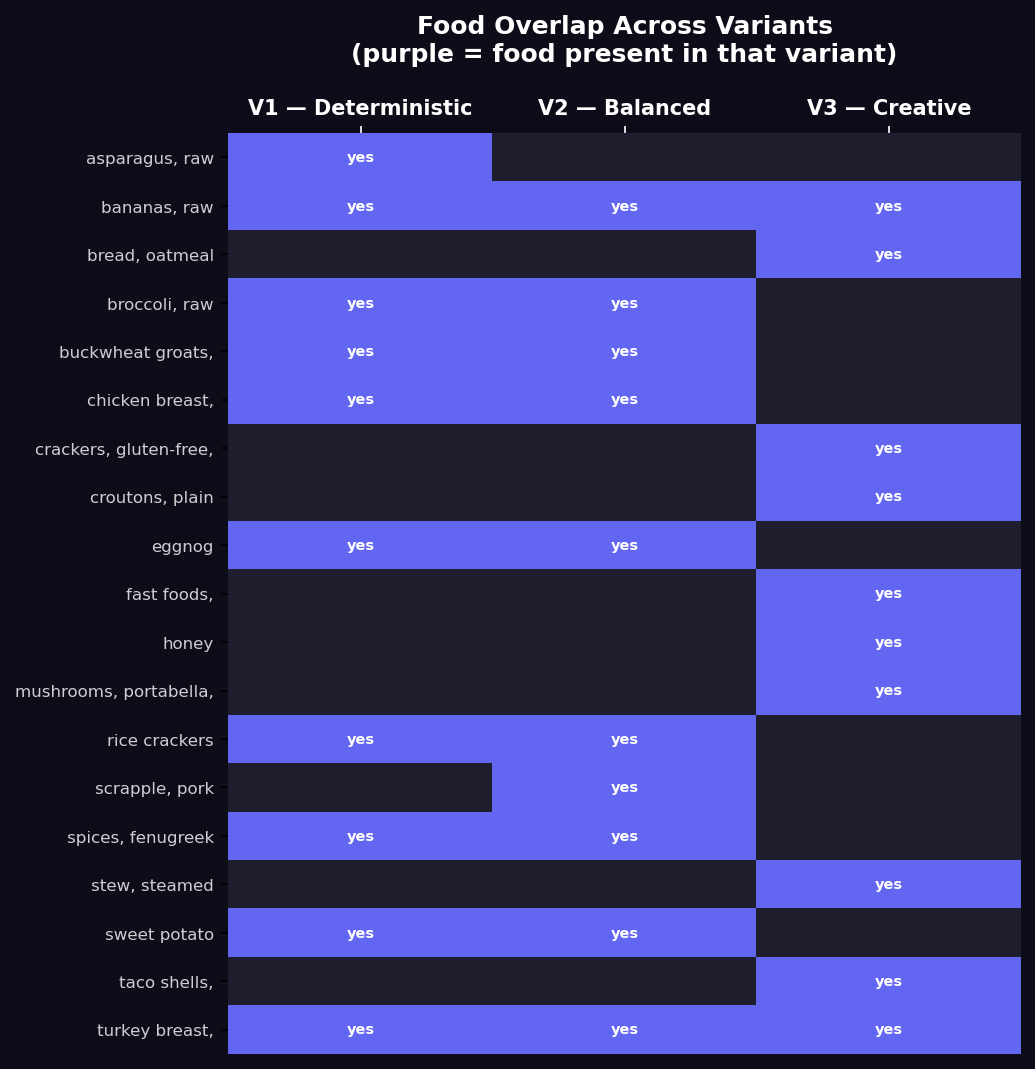 Food Overlap Across Variants
(purple = food present in that variant)
V1 — Deterministic V2 — Balanced V3 — Creative
asparagus, raw yes
bananas, raw yes yes yes
bread, oatmeal yes
broccoli, raw yes yes
buckwheat groats, yes yes
chicken breast, yes yes
crackers, gluten-free, yes
croutons, plain yes
eggnog yes yes
fast foods, yes
honey yes
mushrooms, portabella, yes
rice crackers yes yes
scrapple, pork yes
spices, fenugreek yes yes
stew, steamed yes
sweet potato yes yes
taco shells, yes
turkey breast, yes yes yes